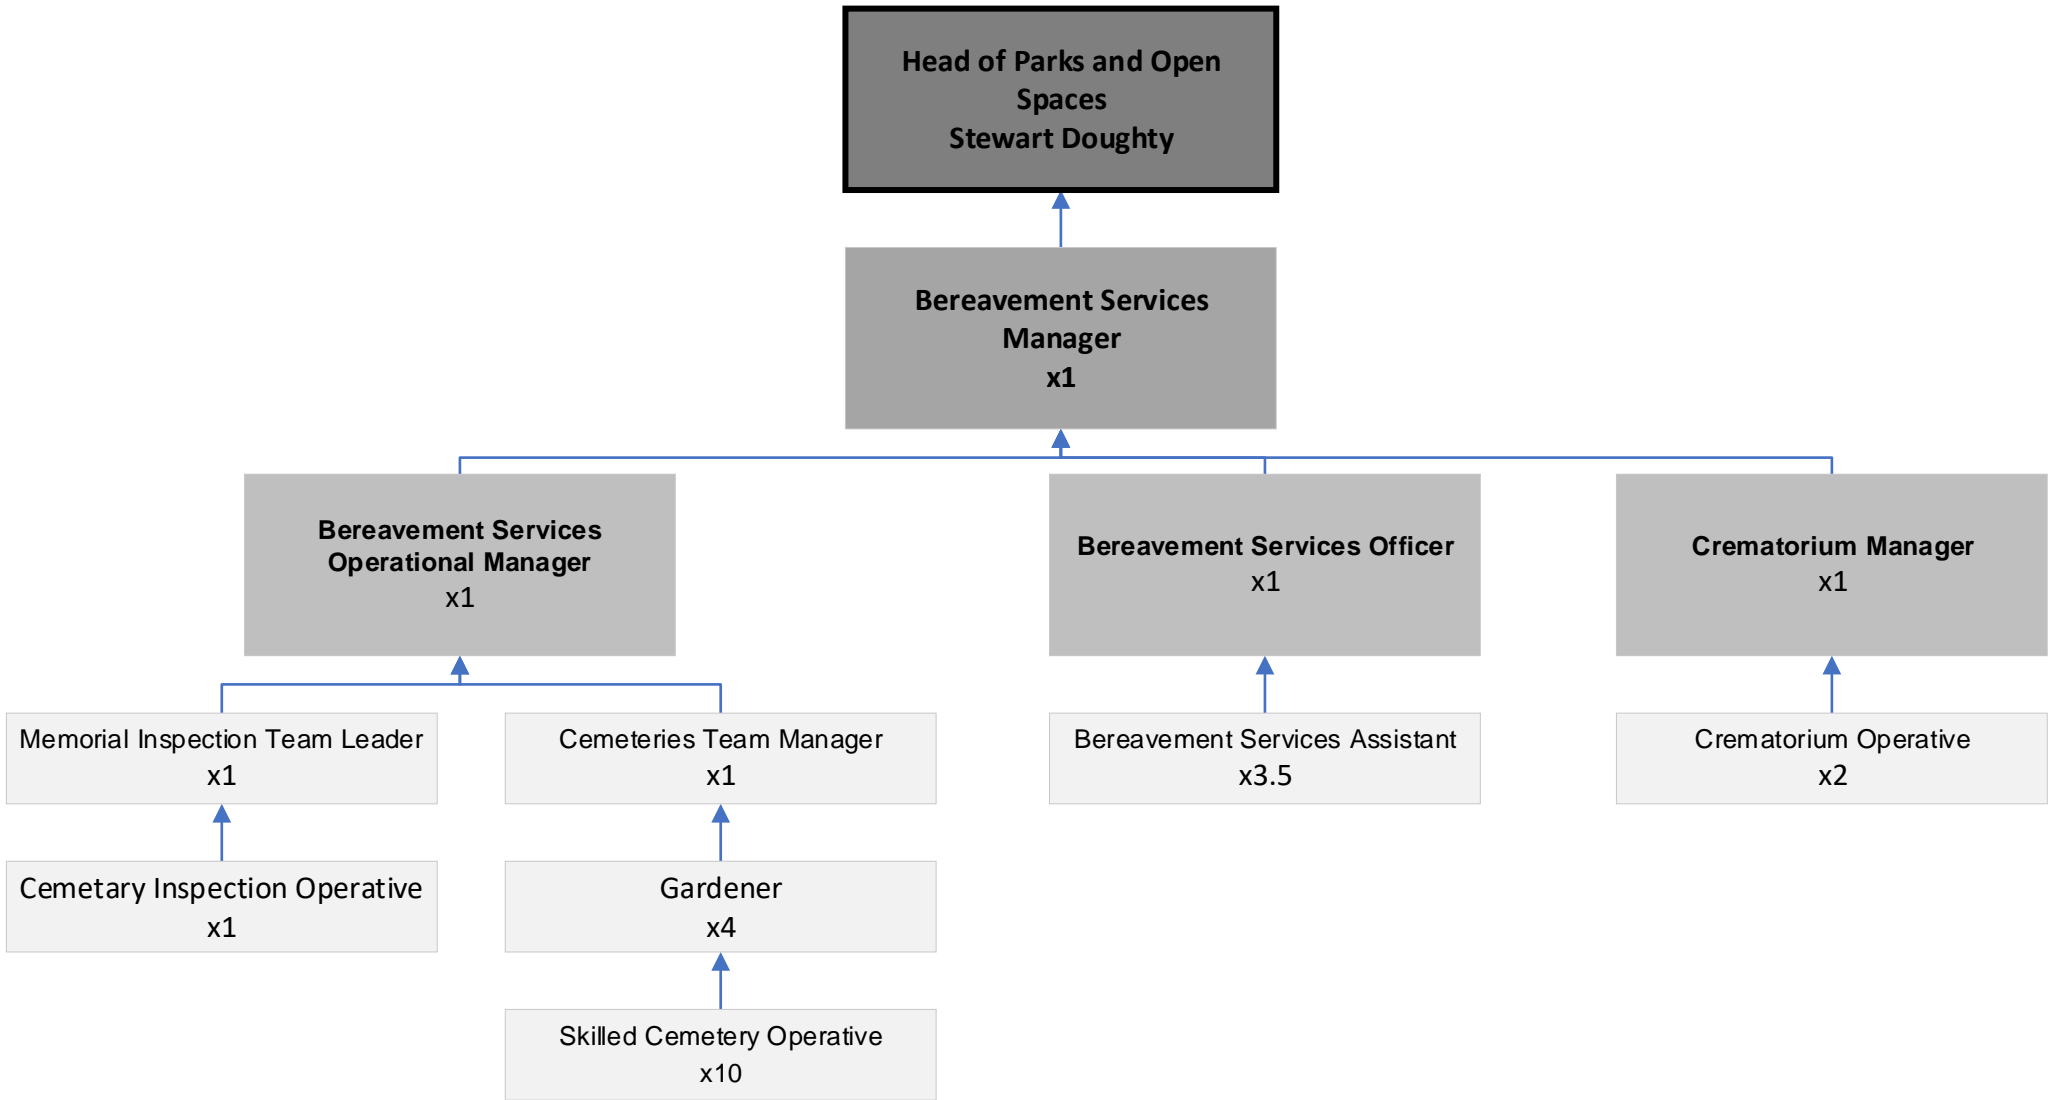 Head of Parks and Open
Spaces
Stewart Doughty
Bereavement Services
Manager
x1
Bereavement Services
Operational Manager
x1
Bereavement Services Officer
x1
Crematorium Manager
x1
Memorial Inspection Team Leader
x1
Cemeteries Team Manager
x1
Bereavement Services Assistant
x3.5
Crematorium Operative
x2
Cemetary Inspection Operative
x1
Gardener
x4
Skilled Cemetery Operative
x10